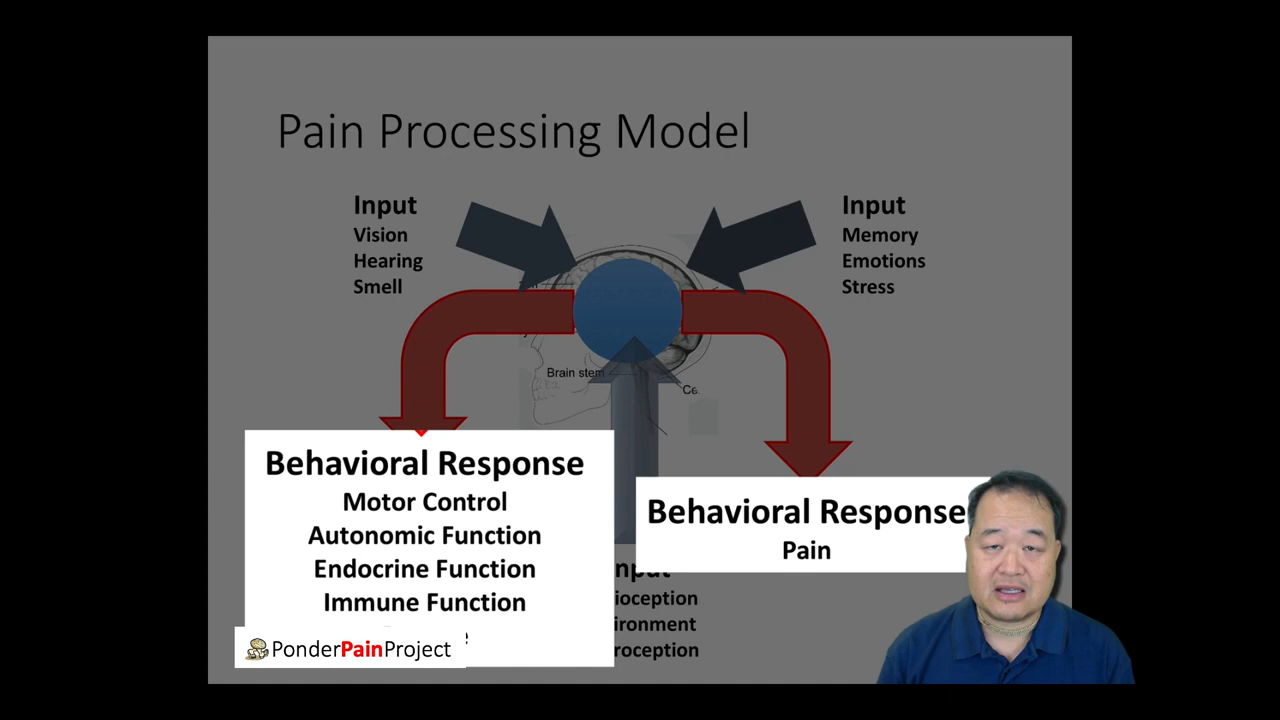 Pain Processing Model
Input
Vision
Hearing
Smell
Input
Memory
Emotions
Stress
Brain stem
Behavioral Response
Motor Control
Autonomic Function
Endocrine Function
Immune Function
Behavioral Response
Pain
PonderPainProject